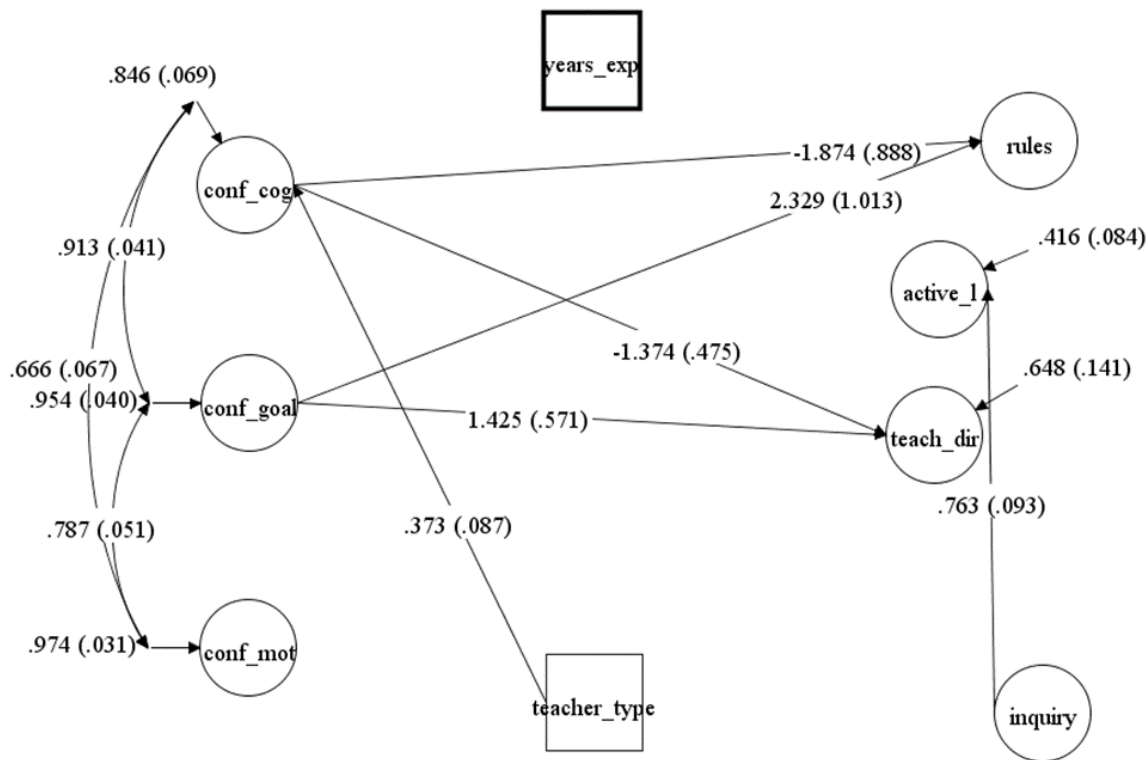 years_exp
.846 (.069)
rules
-1.874 (.888)
conf_cog
2.329 (1.013)
.416 (.084)
.913 (.041)
active_l
-1.374 (.475)
.666 (.067)
.648 (.141)
.954 (.040)
conf_goal
1.425 (.571)
teach_dir
.763 (.093)
.787 (.051)
.373 (.087)
.974 (.031)
conf_mot
teacher_type
inquiry